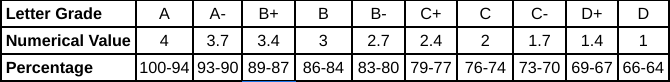 Letter Grade A A- B+ B B- C+ C C- D+ D
Numerical Value 4 3.7 3.4 3 2.7 2.4 2 1.7 1.4 1
Percentage 100-94 93-90 89-87 86-84 83-80 79-77 76-74 73-70 69-67 66-64